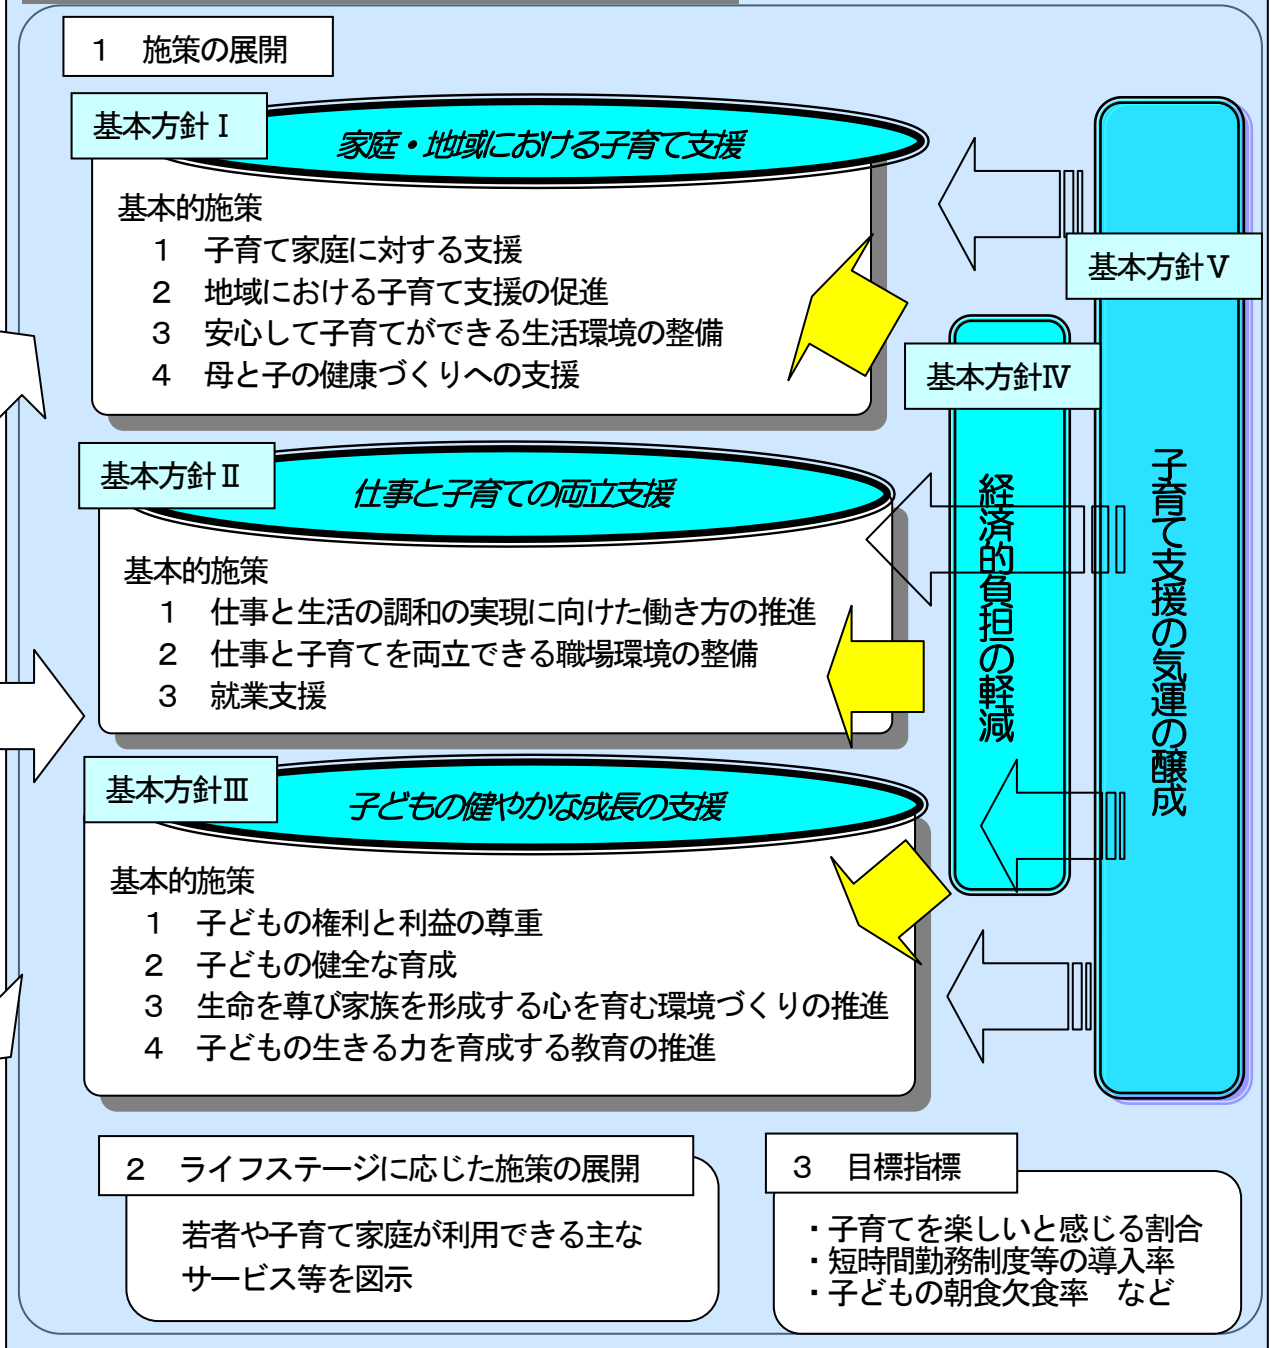 １　施策の展開
基本方針Ⅰ
家庭・地域における子育て支援
基本的施策
１　子育て家庭に対する支援
２　地域における子育て支援の促進
３　安心して子育てができる生活環境の整備
４　母と子の健康づくりへの支援
基本方針Ⅱ
仕事と子育ての両立支援
基本的施策
１　仕事と生活の調和の実現に向けた働き方の推進
２　仕事と子育てを両立できる職場環境の整備
３　就業支援
基本方針Ⅲ
子どもの健やかな成長の支援
基本的施策
１　子どもの権利と利益の尊重
２　子どもの健全な育成
３　生命を尊び家族を形成する心を育む環境づくりの推進
４　子どもの生きる力を育成する教育の推進
基本方針Ⅳ
経済的負担の軽減
基本方針Ⅴ
子育て支援の気運の醸成
２　ライフステージに応じた施策の展開
若者や子育て家庭が利用できる主な
サービス等を図示
３　目標指標
・子育てを楽しいと感じる割合
・短時間勤務制度等の導入率
・子どもの朝食欠食率　など